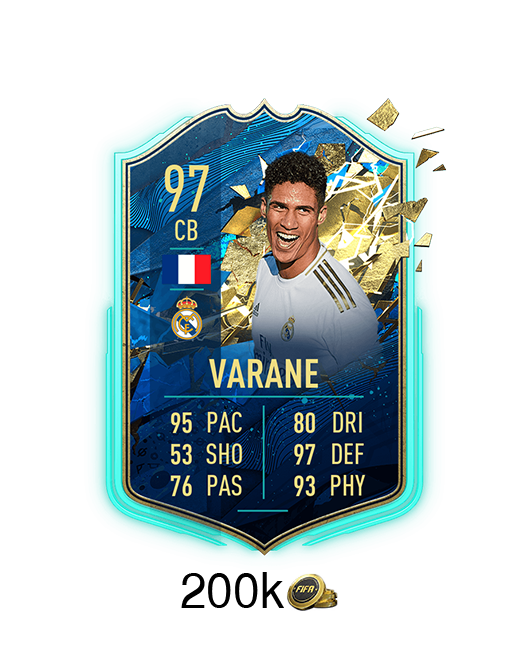 97
CB
VARANE
95 PAC 80 DRI
53 SHO 97 DEF
76 PAS 93 PHY
200k FIFA